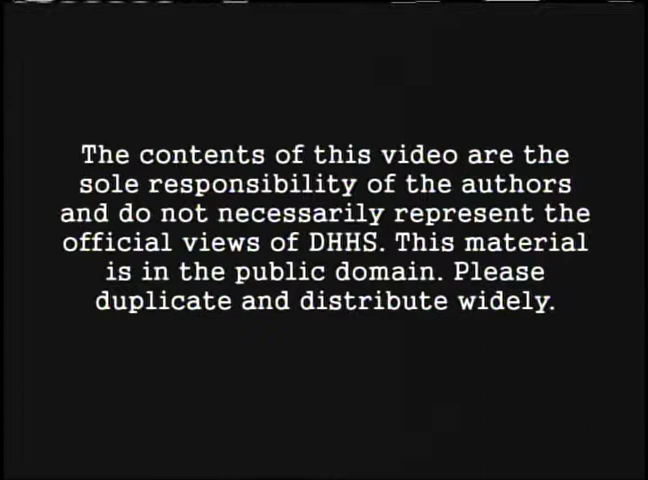 The contents of this video are the
sole responsibility of the authors
and do not necessarily represent the
official views of DHHS. This material
is in the public domain. Please
duplicate and distribute widely.